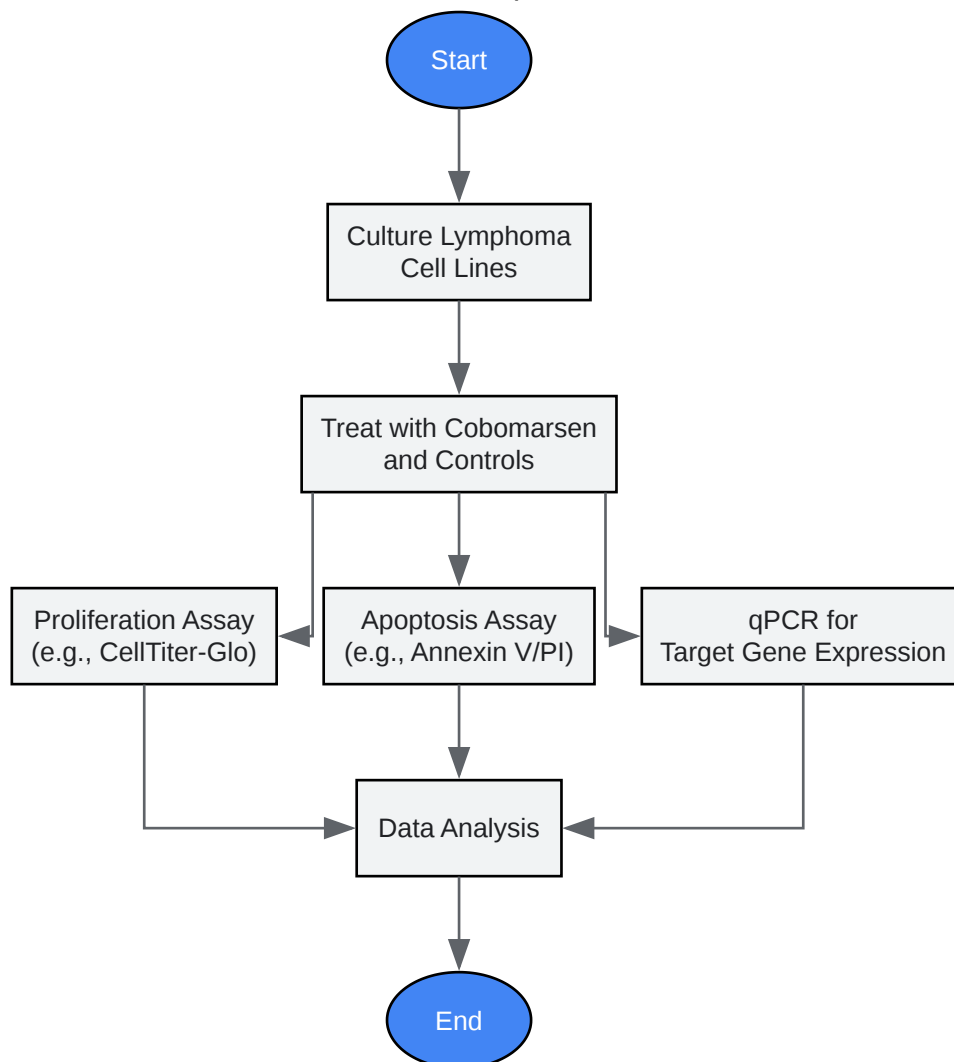 Start
Culture Lymphoma
Cell Lines
Treat with Cobomarsen
and Controls
Proliferation Assay
(e.g., CellTiter-Glo)
Apoptosis Assay
(e.g., Annexin V/PI)
qPCR for
Target Gene Expression
Data Analysis
End